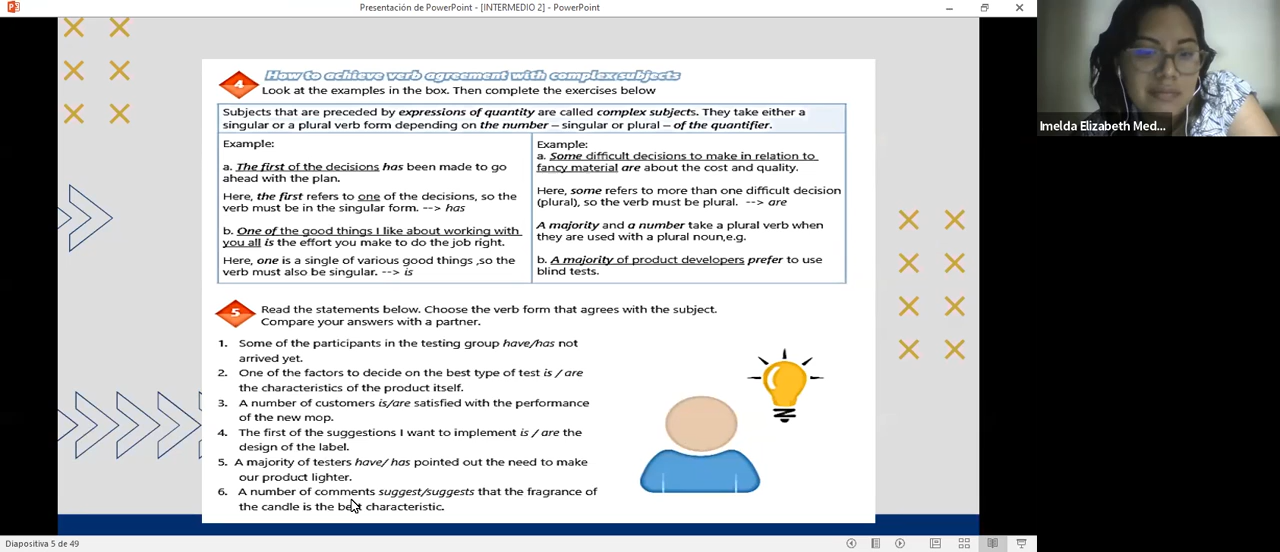 Presentación de PowerPoint - [INTERMEDIO 2] - PowerPoint
4
How to achieve verb agreement with complex subjects
Look at the examples in the box. Then complete the exercises below
Subjects that are preceded by expressions of quantity are called complex subjects. They take either a
singular or a plural verb form depending on the number – singular or plural – of the quantifier.
Example:
a. The first of the decisions has been made to go
ahead with the plan.
Here, the first refers to one of the decisions, so the
verb must be in the singular form. --> has
b. One of the good things I like about working with
you all is the effort you make to do the job right.
Here, one is a single of various good things ,so the
verb must also be singular. --> is
Example:
a. Some difficult decisions to make in relation to
fancy material are about the cost and quality.
Here, some refers to more than one difficult decision
(plural), so the verb must be plural. --> are
A majority and a number take a plural verb when
they are used with a plural noun,e.g.
b. A majority of product developers prefer to use
blind tests.
5
Read the statements below. Choose the verb form that agrees with the subject.
Compare your answers with a partner.
1. Some of the participants in the testing group have/has not
arrived yet.
2. One of the factors to decide on the best type of test is / are
the characteristics of the product itself.
3. A number of customers is/are satisfied with the performance
of the new mop.
4. The first of the suggestions I want to implement is / are the
design of the label.
5. A majority of testers have/ has pointed out the need to make
our product lighter.
6. A number of comments suggest/suggests that the fragrance of
the candle is the best characteristic.
Imelda Elizabeth Med...
Diapositiva 5 de 49